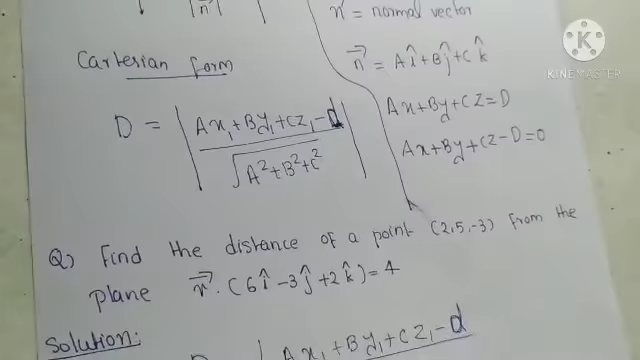 |n⃗|
n⃗ = normal vector
Cartesian form
n⃗ = Aî+Bĵ+Ck̂
D = | Ax₁+By₁+Cz₁-d / √A²+B²+C² |
Ax+By+CZ=D
Ax+By+CZ-D=0
Q) Find the distance of a point (2,5,-3) from the
plane r⃗.(6î-3ĵ+2k̂)=4
Solution:
Ax₁+By₁+CZ₁-d
K
KINEMASTER